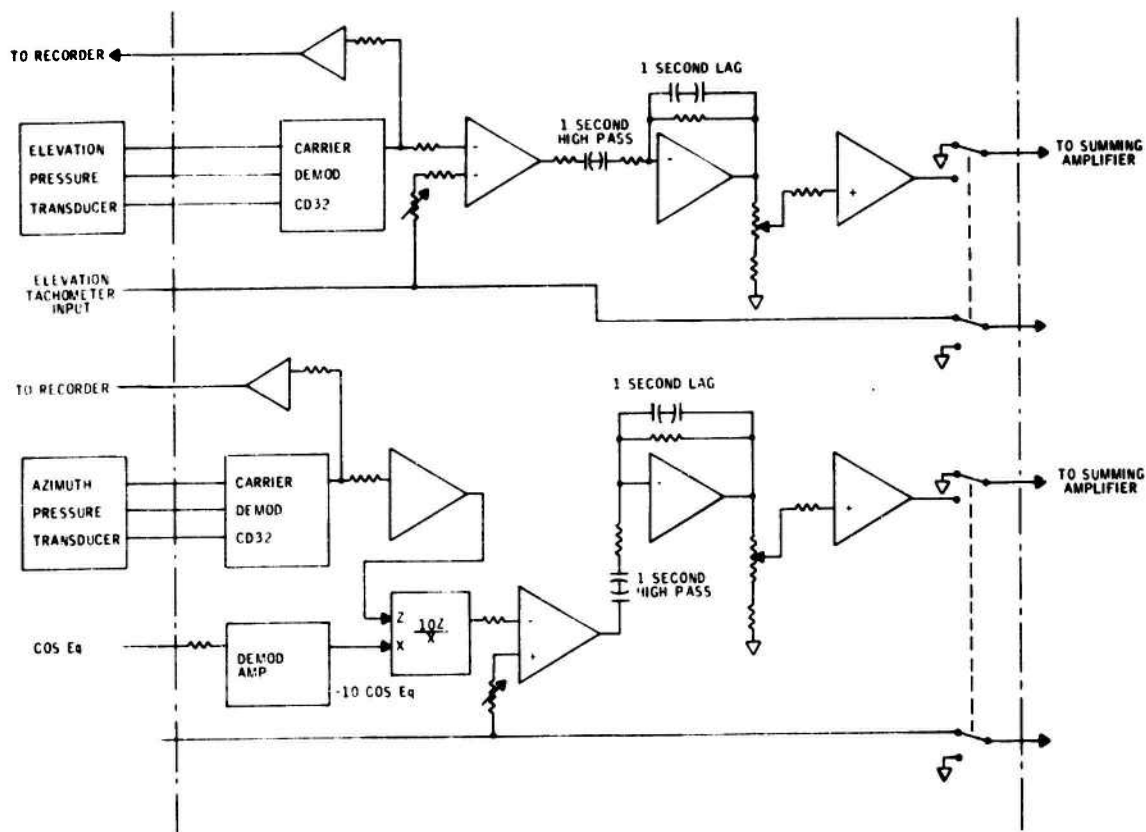 TO RECORDER
1 SECOND LAG
1 SECOND
HIGH PASS
ELEVATION
PRESSURE
TRANSDUCER
CARRIER
DEMOD
CD32
-
-
-
+
TO SUMMING
AMPLIFIER
ELEVATION
TACHOMETER
INPUT
TO RECORDER
1 SECOND LAG
AZIMUTH
PRESSURE
TRANSDUCER
CARRIER
DEMOD
CD32
-
+
TO SUMMING
AMPLIFIER
1 SECOND
HIGH PASS
COS Eq
DEMOD
AMP
-10 COS Eq
Z
X
10Z
X
-
+